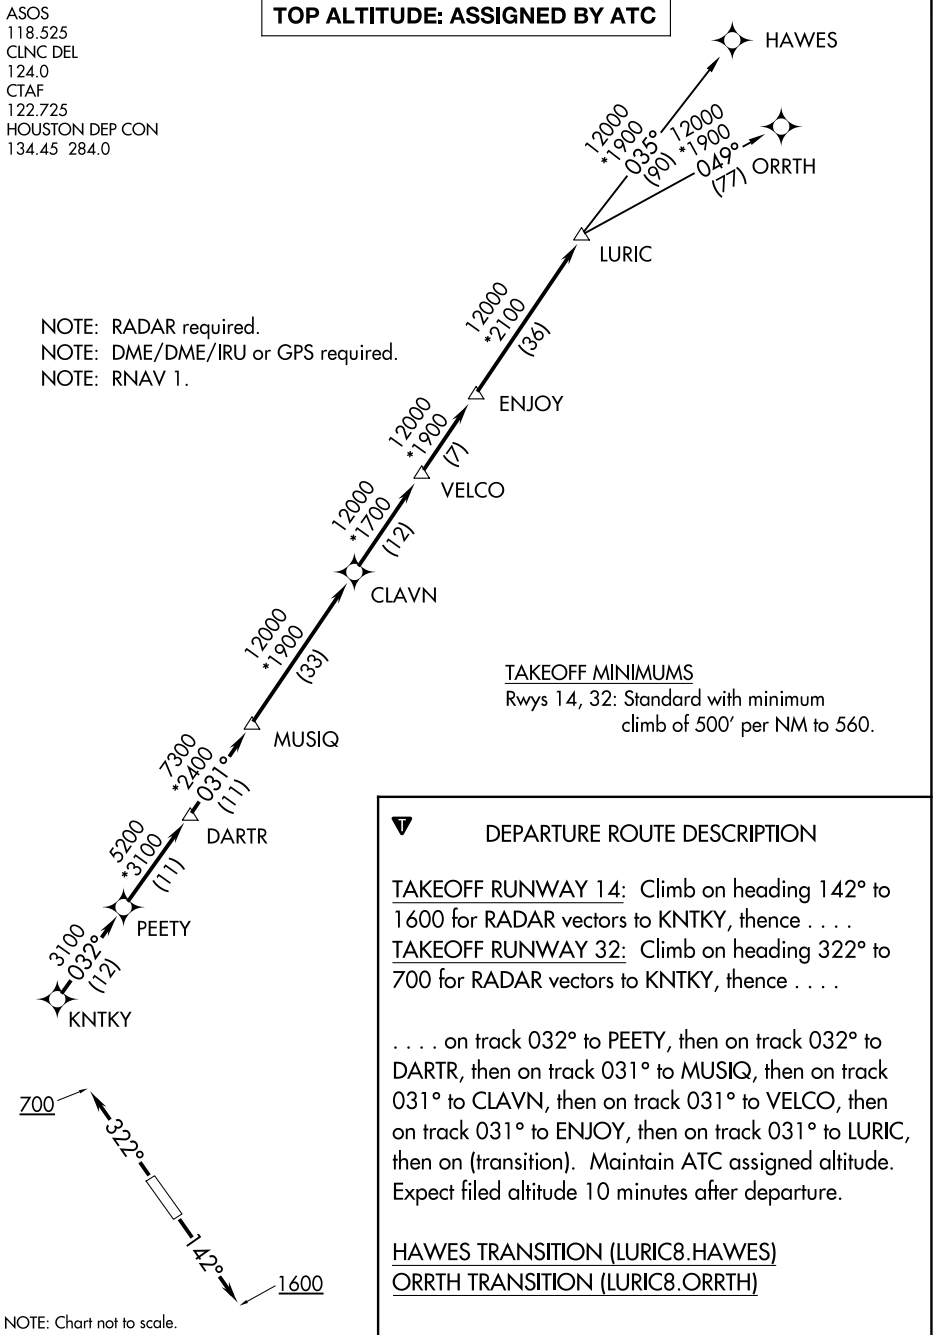 ASOS
118.525
CLNC DEL
124.0
CTAF
122.725
HOUSTON DEP CON
134.45 284.0
TOP ALTITUDE: ASSIGNED BY ATC
HAWES
12000
*1900
035°
(90)
12000
*1900
049°
(77)
ORRTH
LURIC
12000
*2100
(36)
NOTE: RADAR required.
NOTE: DME/DME/IRU or GPS required.
NOTE: RNAV 1.
ENJOY
12000
*1900
(7)
VELCO
12000
*1700
(12)
CLAVN
12000
*1900
(33)
TAKEOFF MINIMUMS
Rwys 14, 32: Standard with minimum
climb of 500' per NM to 560.
MUSIQ
7300
*2400
031°
(11)
DARTR
5200
*3100
(11)
PEETY
3100
032°
(12)
KNTKY
T
DEPARTURE ROUTE DESCRIPTION
TAKEOFF RUNWAY 14: Climb on heading 142° to
1600 for RADAR vectors to KNTKY, thence . . . .
TAKEOFF RUNWAY 32: Climb on heading 322° to
700 for RADAR vectors to KNTKY, thence . . . .
. . . . on track 032° to PEETY, then on track 032° to
DARTR, then on track 031° to MUSIQ, then on track
031° to CLAVN, then on track 031° to VELCO, then
on track 031° to ENJOY, then on track 031° to LURIC,
then on (transition). Maintain ATC assigned altitude.
Expect filed altitude 10 minutes after departure.
HAWES TRANSITION (LURIC8.HAWES)
ORRTH TRANSITION (LURIC8.ORRTH)
700
322°
142°
1600
NOTE: Chart not to scale.